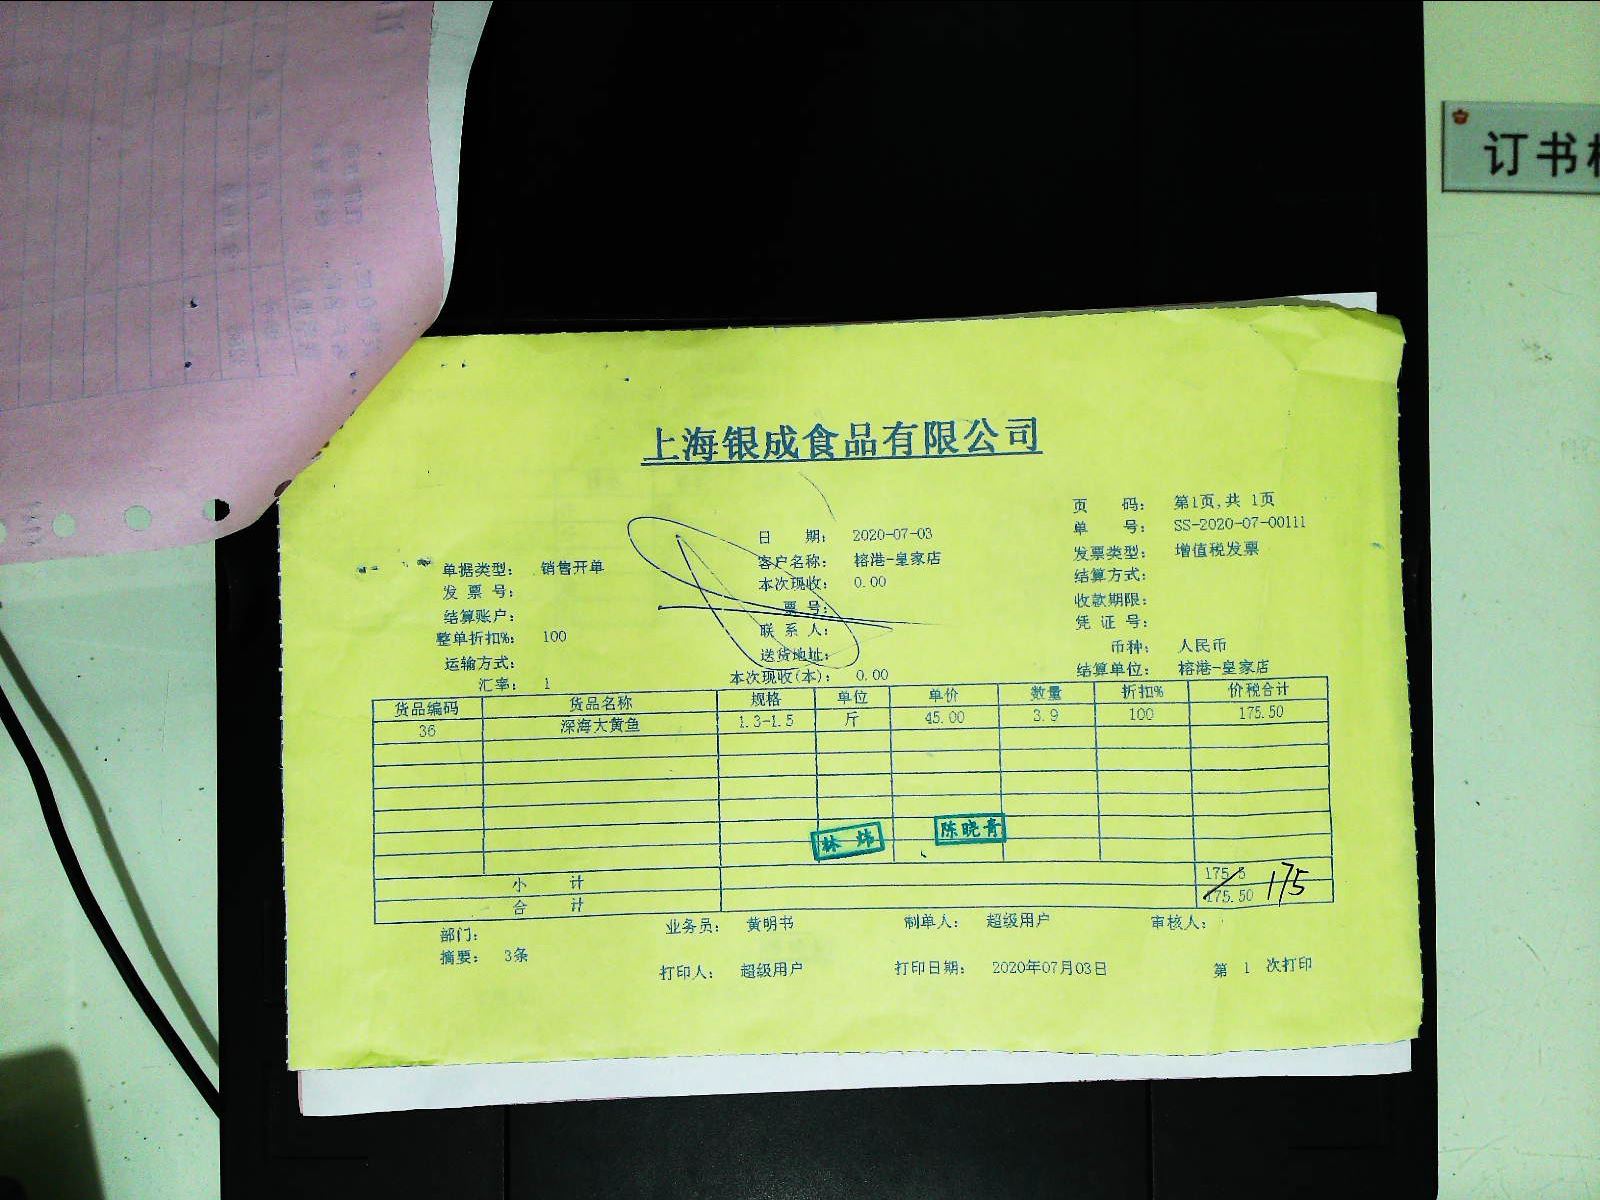 订书
上海银成食品有限公司
页 码： 第1页,共 1页
日 期： 2020-07-03 单 号： SS-2020-07-00111
单据类型： 销售开单 客户名称： 榕港-皇家店 发票类型： 增值税发票
发 票 号： 本次现收： 0.00 结算方式：
结算账户： 票 号： 收款期限：
整单折扣%： 100 联 系 人： 凭 证 号：
运输方式： 送货地址： 币种： 人民币
汇率： 1 本次现收(本)： 0.00 结算单位： 榕港-皇家店
货品编码 货品名称 规格 单位 单价 数量 折扣% 价税合计
36 深海大黄鱼 1.3-1.5 斤 45.00 3.9 100 175.50
林 炜 陈晓青
小 计 175.5
合 计 175.50 175
部门： 业务员： 黄明书 制单人： 超级用户 审核人：
摘要： 3条
打印人： 超级用户 打印日期： 2020年07月03日 第 1 次打印